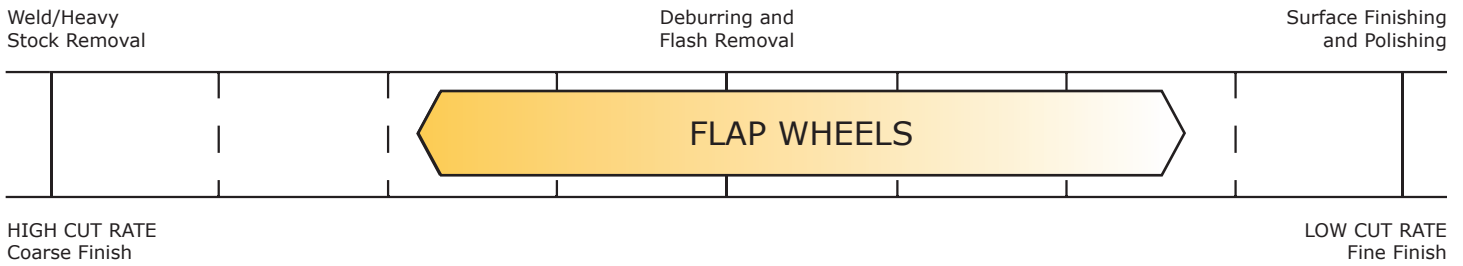 Weld/Heavy
Stock Removal
Deburring and
Flash Removal
Surface Finishing
and Polishing
FLAP WHEELS
HIGH CUT RATE
Coarse Finish
LOW CUT RATE
Fine Finish